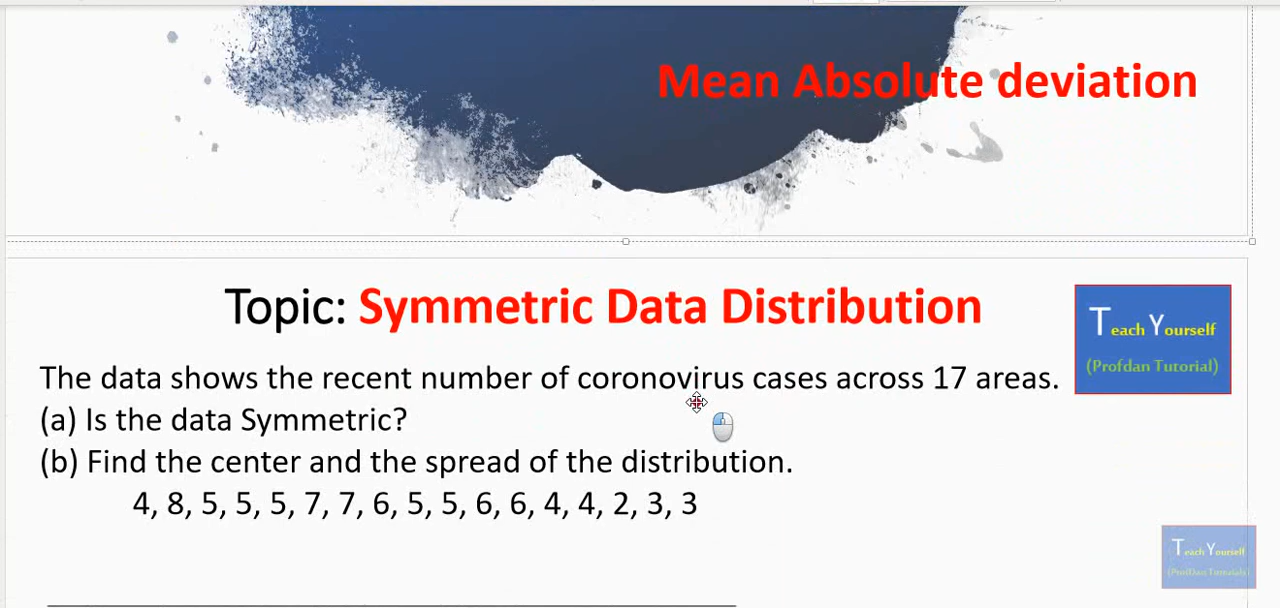 Mean Absolute deviation
Topic: Symmetric Data Distribution
Teach Yourself
(Profdan Tutorial)
The data shows the recent number of coronovirus cases across 17 areas.
(a) Is the data Symmetric?
(b) Find the center and the spread of the distribution.
4, 8, 5, 5, 5, 7, 7, 6, 5, 5, 6, 6, 4, 4, 2, 3, 3
Teach Yourself
(ProfDan Tutorials)